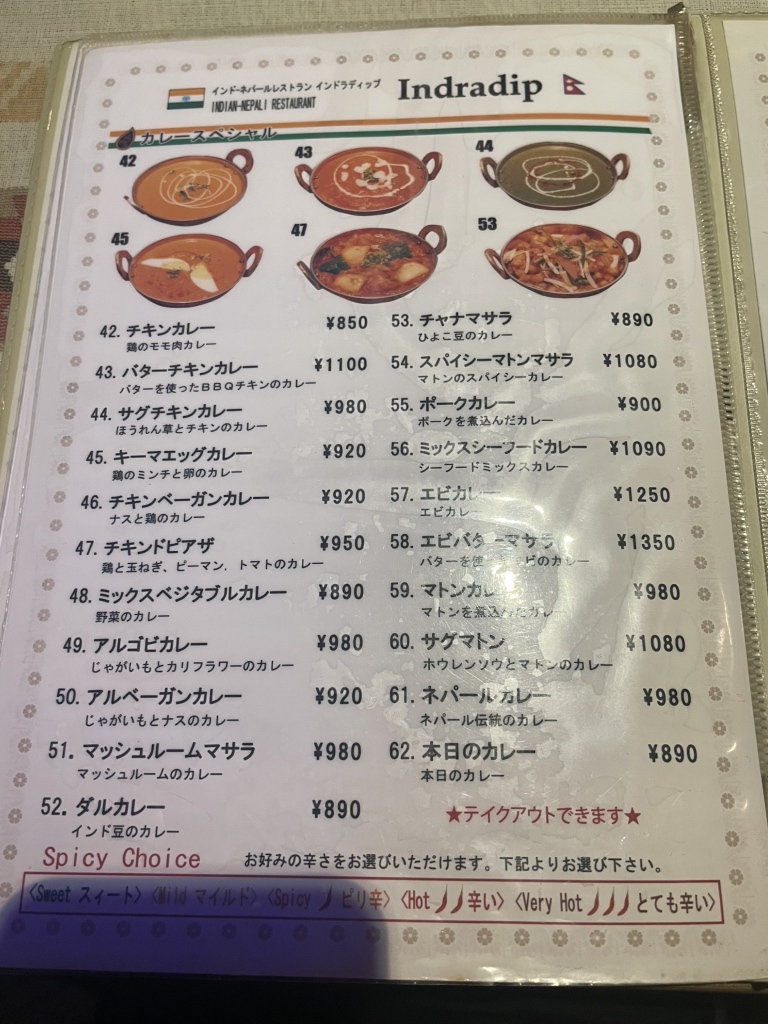 インド-ネパールレストラン インドラディップ
INDIAN-NEPALI RESTAURANT
Indradip
カレースペシャル
42
43
44
45
47
53
42. チキンカレー ¥850
鶏のモモ肉カレー
43. バターチキンカレー ¥1100
バターを使ったBBQチキンのカレー
44. サグチキンカレー ¥980
ほうれん草とチキンのカレー
45. キーマエッグカレー ¥920
鶏のミンチと卵のカレー
46. チキンベーガンカレー ¥920
ナスと鶏のカレー
47. チキンドピアザ ¥950
鶏と玉ねぎ、ピーマン, トマトのカレー
48. ミックスベジタブルカレー ¥890
野菜のカレー
49. アルゴビカレー ¥980
じゃがいもとカリフラワーのカレー
50. アルベーガンカレー ¥920
じゃがいもとナスのカレー
51. マッシュルームマサラ ¥980
マッシュルームのカレー
52. ダルカレー ¥890
インド豆のカレー
53. チャナマサラ ¥890
ひよこ豆のカレー
54. スパイシーマトンマサラ ¥1080
マトンのスパイシーカレー
55. ポークカレー ¥900
ポークを煮込んだカレー
56. ミックスシーフードカレー ¥1090
シーフードミックスカレー
57. エビカレー ¥1250
エビカレー
58. エビバターマサラ ¥1350
バターを使 ビのカレー
59. マトンカレ ¥980
マトンを煮込んだカレー
60. サグマトン ¥1080
ホウレンソウとマトンのカレー
61. ネパールカレー ¥980
ネパール伝統のカレー
62. 本日のカレー ¥890
本日のカレー
★テイクアウトできます★
Spicy Choice お好みの辛さをお選びいただけます。下記よりお選び下さい。
〈Sweet スィート〉〈Mild マイルド〉〈Spicy ピリ辛〉〈Hot 辛い〉〈Very Hot とても辛い〉